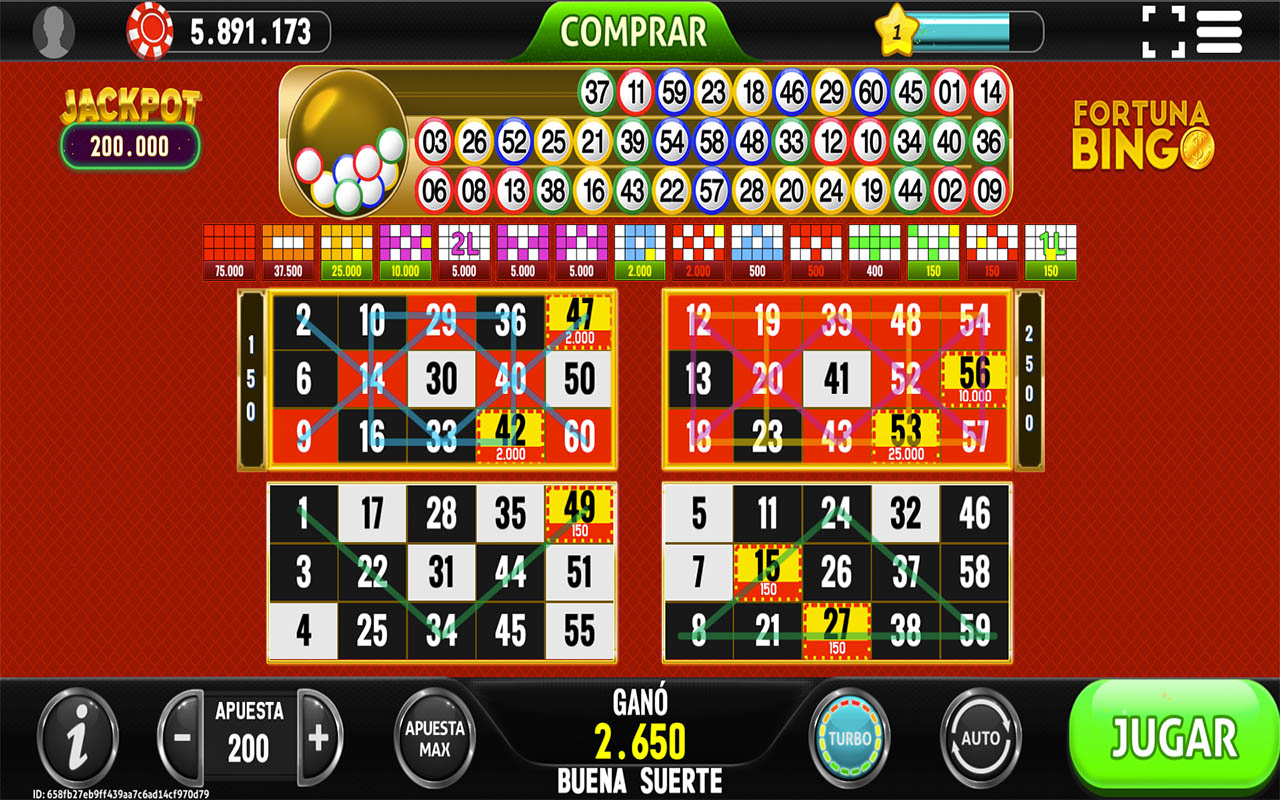 5.891.173
COMPRAR
1
JACKPOT
200.000
FORTUNA
BINGO
37 11 59 23 18 46 29 60 45 01 14
03 26 52 25 21 39 54 58 48 33 12 10 34 40 36
06 08 13 38 16 43 22 57 28 20 24 19 44 02 09
2L 1L
75.000 37.500 25.000 10.000 5.000 5.000 5.000 2.000 2.000 500 500 400 150 150 150
150
2 10 29 36 47
2.000
6 14 30 40 50
9 16 33 42 60
2.000
12 19 39 48 54
13 20 41 52 56
10.000
18 23 43 53 57
25.000
2500
1 17 28 35 49
150
3 22 31 44 51
4 25 34 45 55
5 11 24 32 46
7 15 26 37 58
150
8 21 27 38 59
150
i
- APUESTA +
200
APUESTA
MAX
GANÓ
2.650
BUENA SUERTE
TURBO
AUTO
JUGAR
ID: 658fb27eb9ff439aa7c6ad14cf970d79